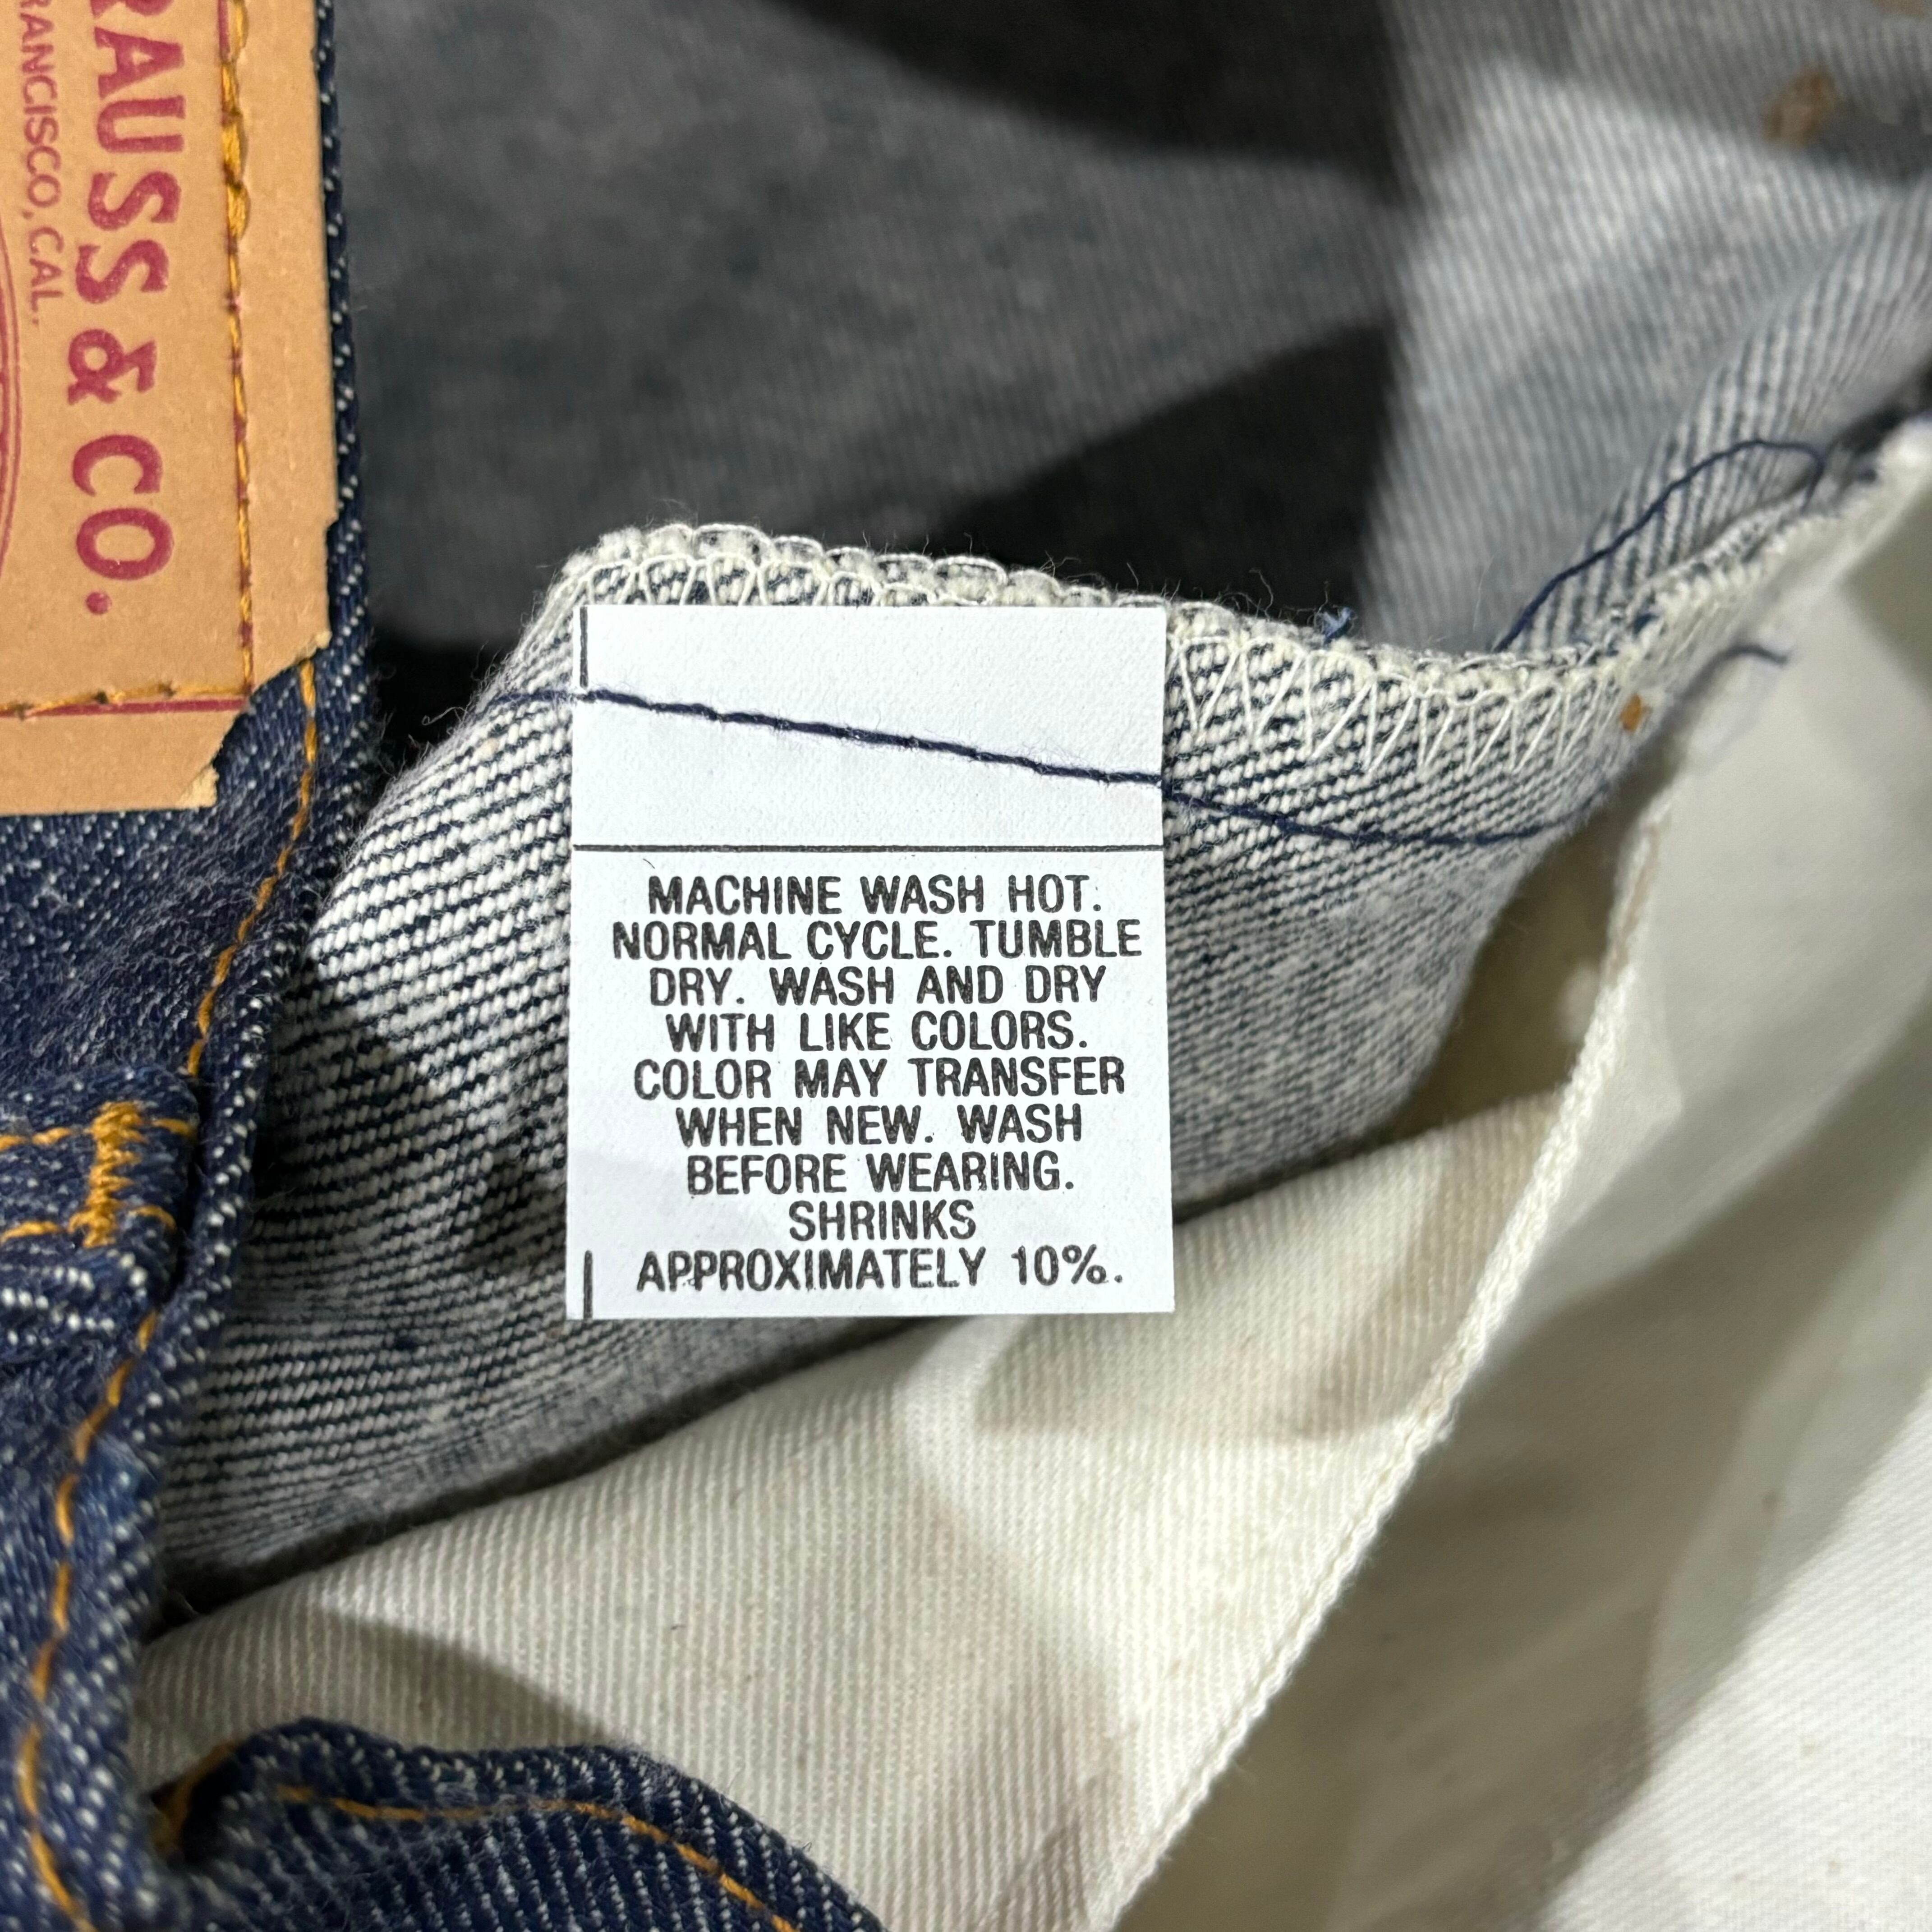 RAUSS & CO.
RANCISCO, CAL.
MACHINE WASH HOT.
NORMAL CYCLE. TUMBLE
DRY. WASH AND DRY
WITH LIKE COLORS.
COLOR MAY TRANSFER
WHEN NEW. WASH
BEFORE WEARING.
SHRINKS
APPROXIMATELY 10%.